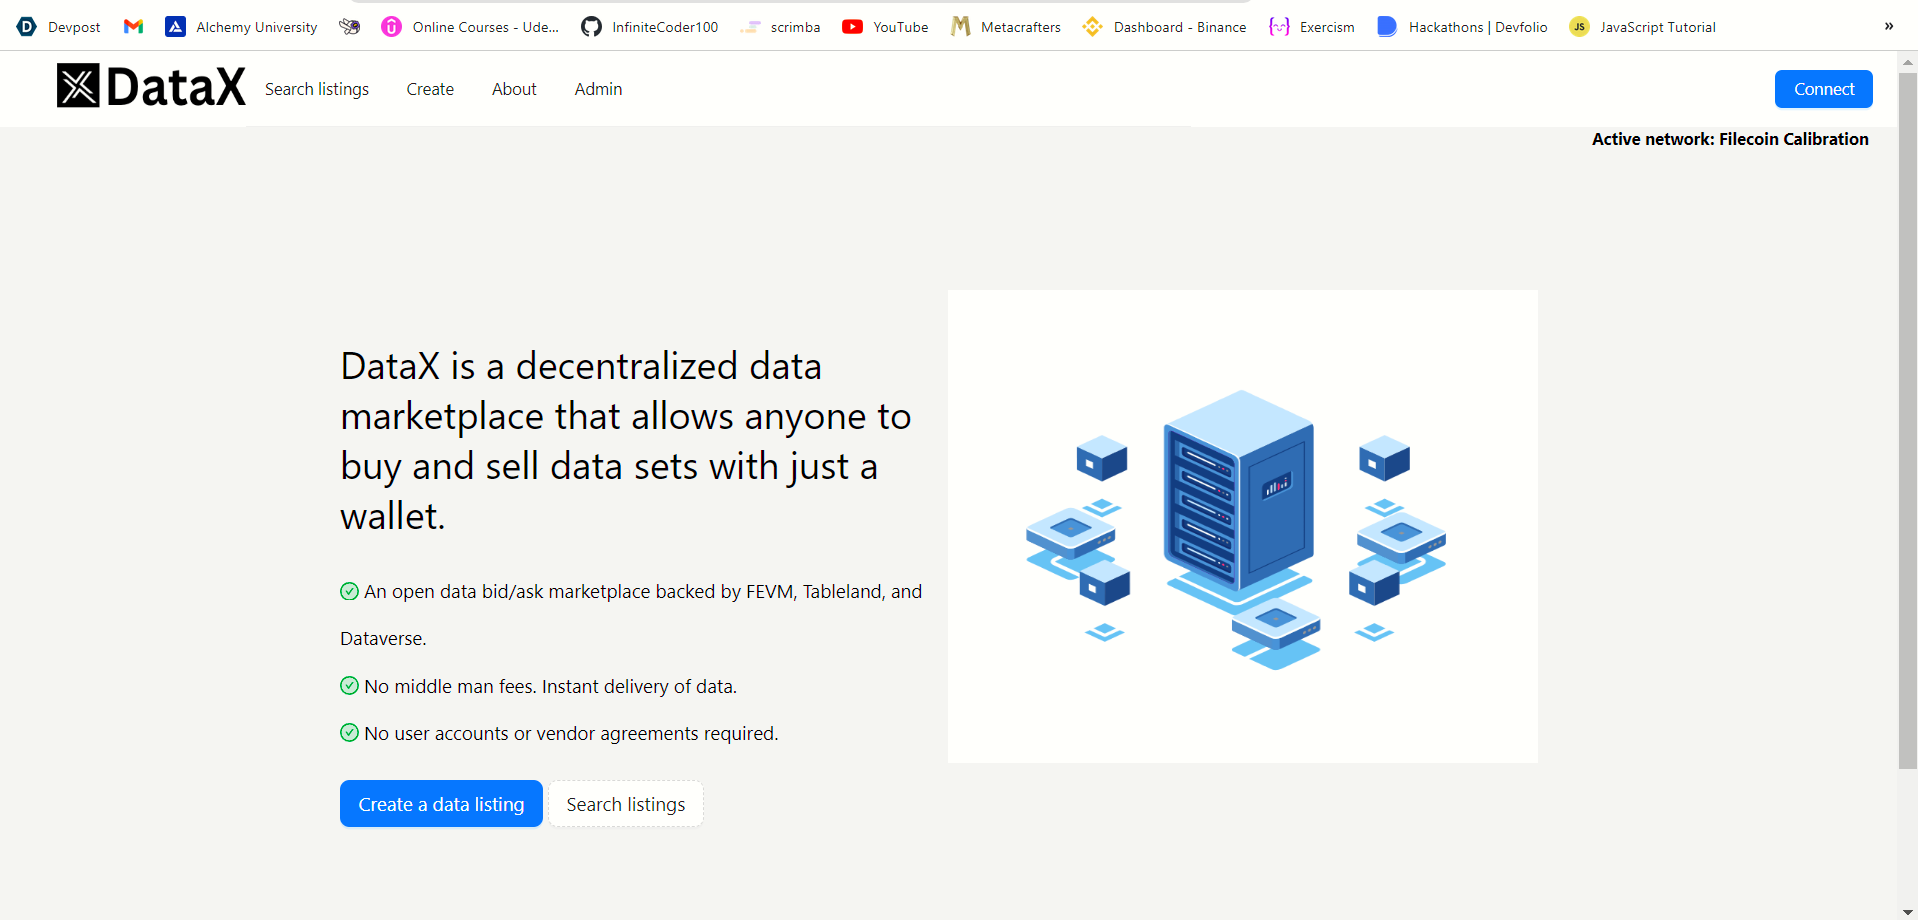 Devpost Alchemy University Online Courses - Ude... InfiniteCoder100 scrimba YouTube Metacrafters Dashboard - Binance Exercism Hackathons | Devfolio JS JavaScript Tutorial »
DataX Search listings Create About Admin Connect
Active network: Filecoin Calibration
DataX is a decentralized data
marketplace that allows anyone to
buy and sell data sets with just a
wallet.
An open data bid/ask marketplace backed by FEVM, Tableland, and
Dataverse.
No middle man fees. Instant delivery of data.
No user accounts or vendor agreements required.
Create a data listing Search listings